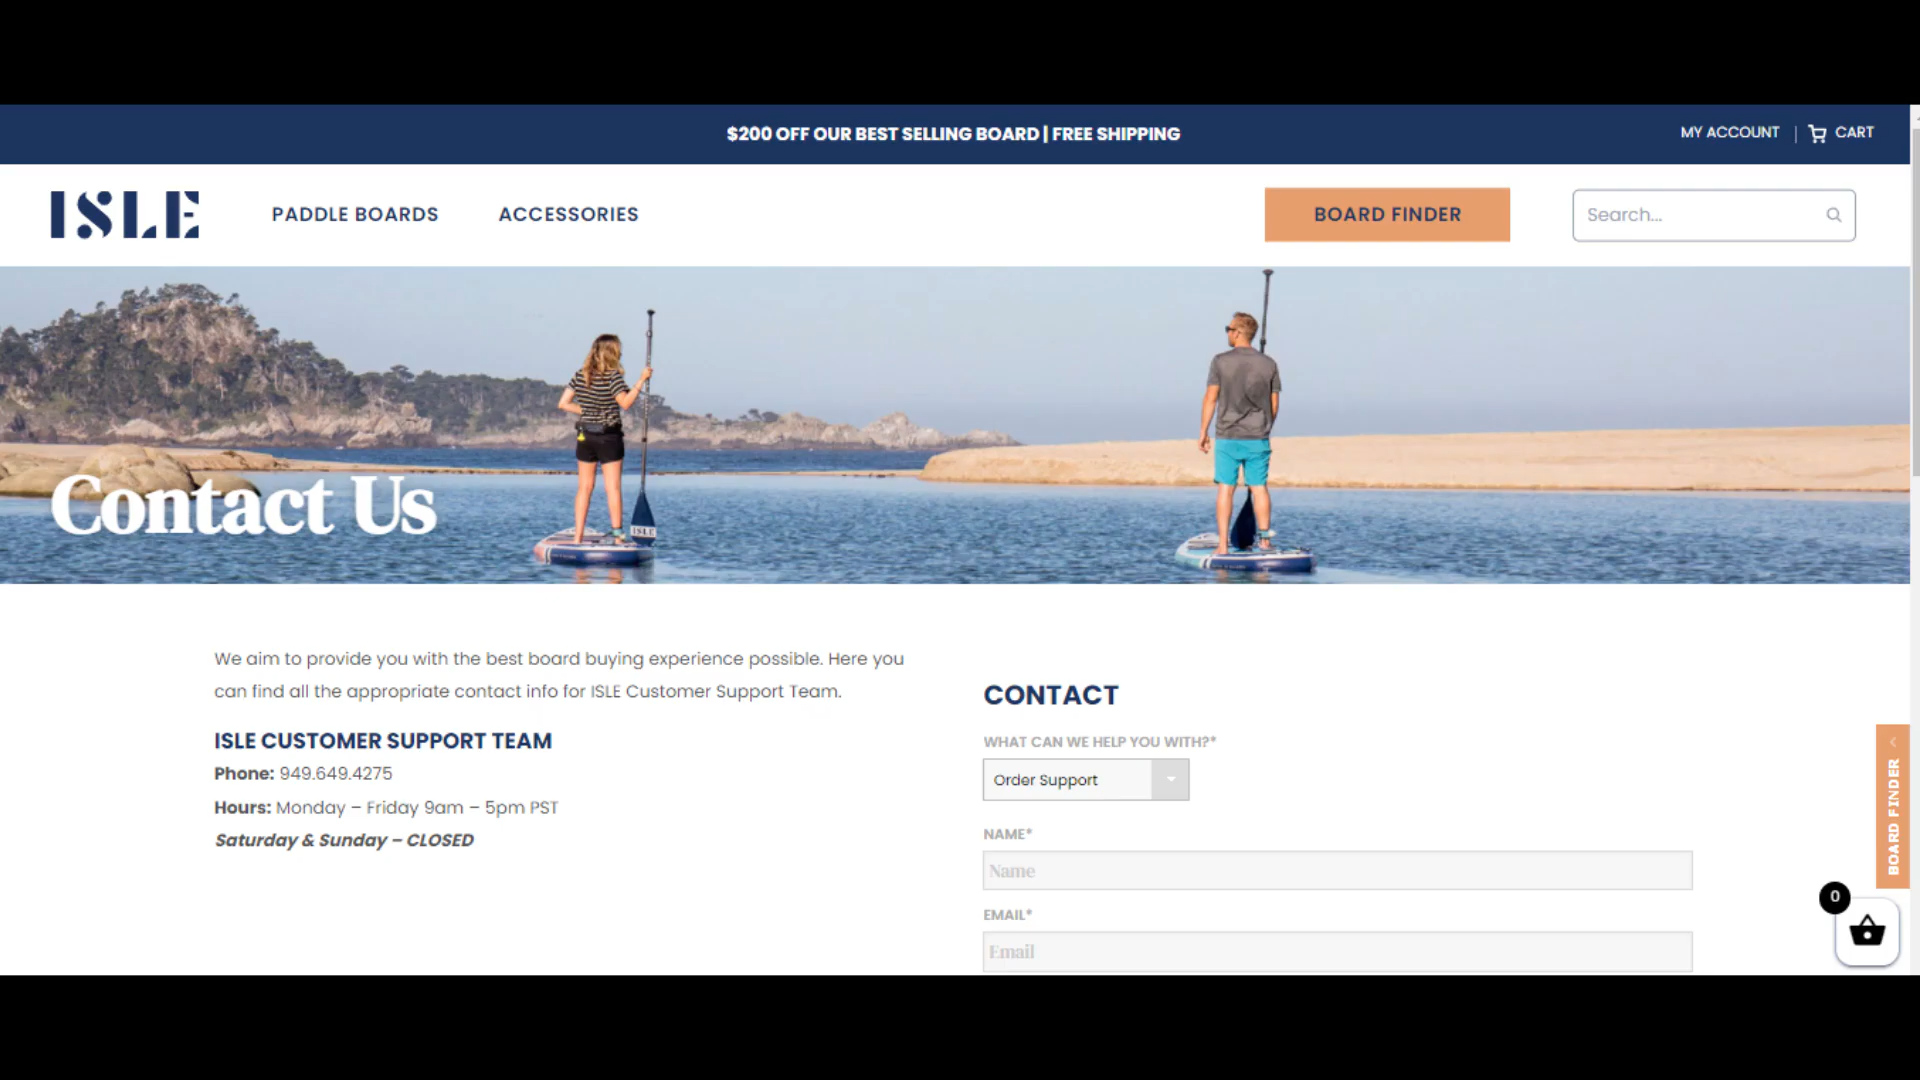 $200 OFF OUR BEST SELLING BOARD | FREE SHIPPING
MY ACCOUNT | CART
ISLE
PADDLE BOARDS
ACCESSORIES
BOARD FINDER
Search...
ISLE
Contact Us
We aim to provide you with the best board buying experience possible. Here you
can find all the appropriate contact info for ISLE Customer Support Team.
ISLE CUSTOMER SUPPORT TEAM
Phone: 949.649.4275
Hours: Monday – Friday 9am – 5pm PST
Saturday & Sunday – CLOSED
CONTACT
WHAT CAN WE HELP YOU WITH?*
Order Support
NAME*
Name
EMAIL*
Email
BOARD FINDER
0